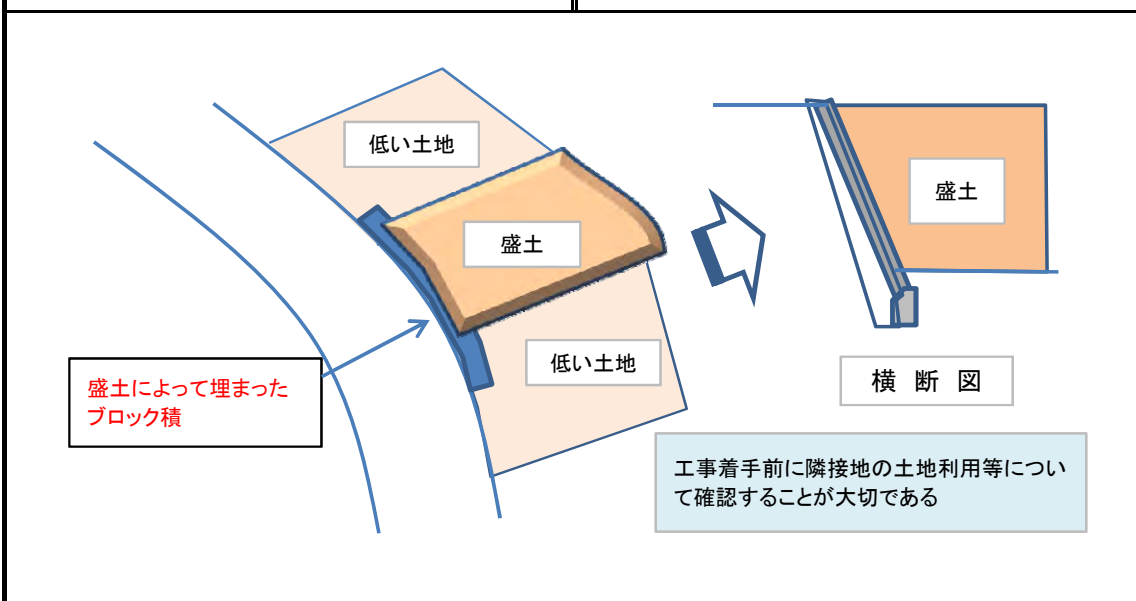 低い土地
盛土
盛土
低い土地
盛土によって埋まった
ブロック積
横 断 図
工事着手前に隣接地の土地利用等につい
て確認することが大切である